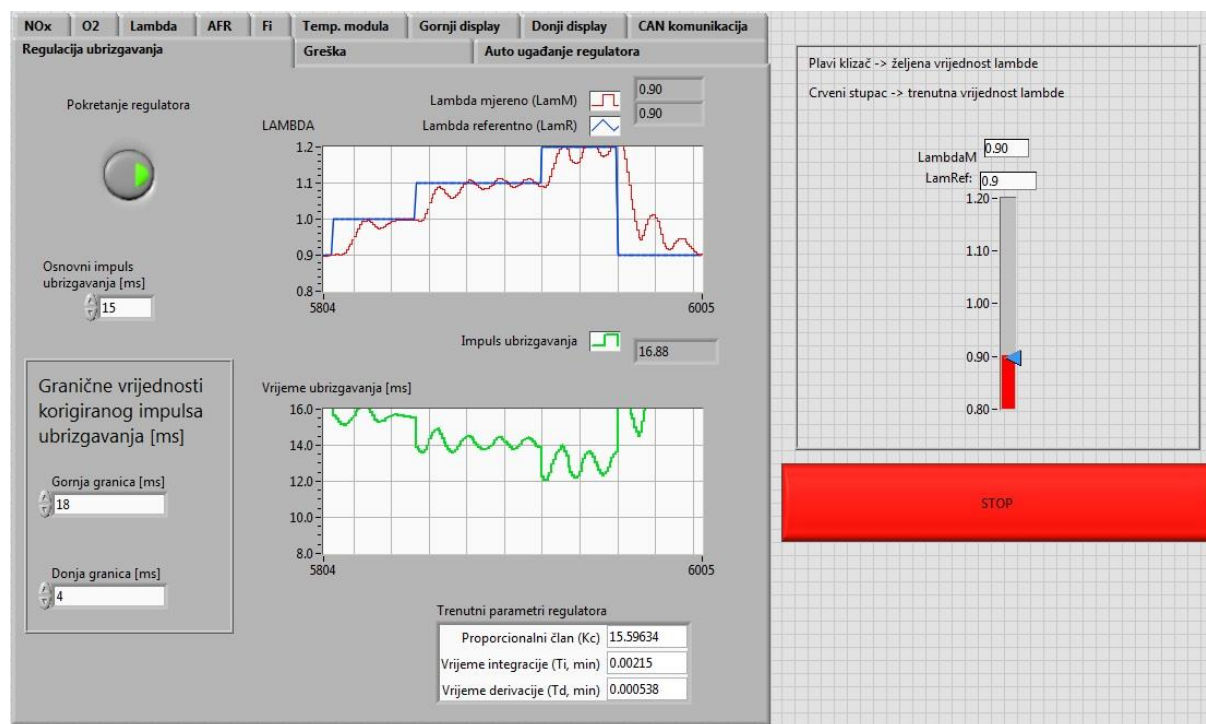 NOx O2 Lambda AFR Fi Temp. modula Gornji display Donji display CAN komunikacija
Regulacija ubrizgavanja Greška Auto ugađanje regulatora
Pokretanje regulatora
Lambda mjereno (LamM) 0.90
Lambda referentno (LamR) 0.90
LAMBDA
1.2
1.1
1.0
0.9
0.8
5804 6005
Osnovni impuls
ubrizgavanja [ms]
15
Impuls ubrizgavanja 16.88
Granične vrijednosti
korigiranog impulsa
ubrizgavanja [ms]
Gornja granica [ms]
18
Donja granica [ms]
4
Vrijeme ubrizgavanja [ms]
16.0
14.0
12.0
10.0
8.0
5804 6005
Trenutni parametri regulatora
Proporcionalni član (Kc) 15.59634
Vrijeme integracije (Ti, min) 0.00215
Vrijeme derivacije (Td, min) 0.000538
Plavi klizač -> željena vrijednost lambde
Crveni stupac -> trenutna vrijednost lambde
LambdaM 0.90
LamRef: 0.9
1.20
1.10
1.00
0.90
0.80
STOP